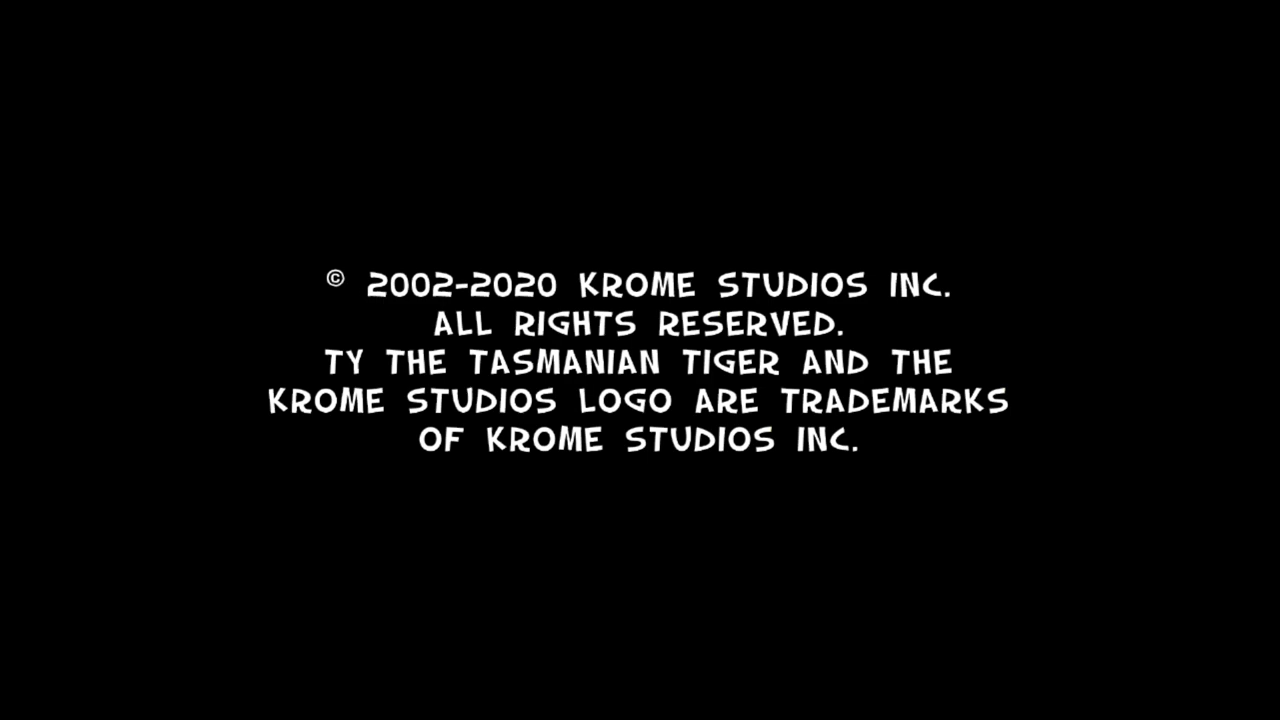 © 2002-2020 KROME STUDIOS INC.
ALL RIGHTS RESERVED.
TY THE TASMANIAN TIGER AND THE
KROME STUDIOS LOGO ARE TRADEMARKS
OF KROME STUDIOS INC.